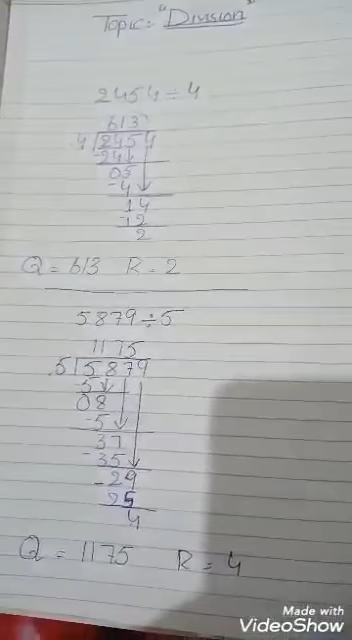 Topic: "Division"
2454 ÷ 4
613
4 2454
-24
05
-4
14
-12
2
Q = 613 R = 2
5879 ÷ 5
1175
5 5879
5
08
-5
37
-35
-29
25
4
Q = 1175 R = 4
Made with
VideoShow